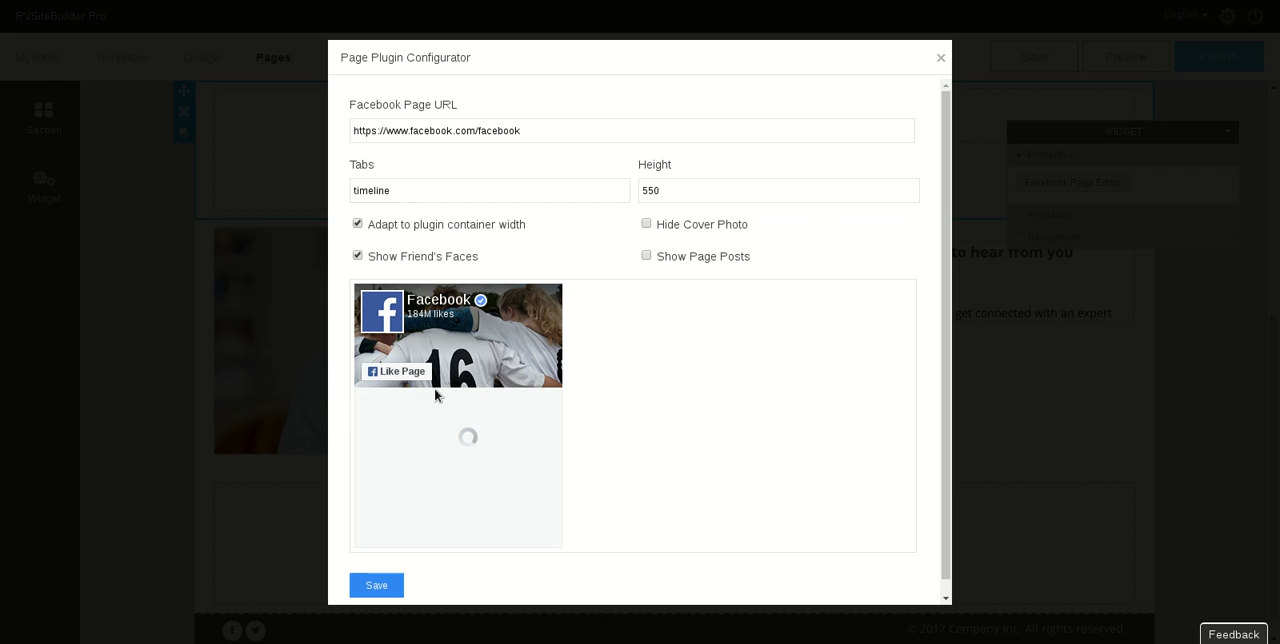 RVSiteBuilder Pro
English
My Sites
Templates
Design
Pages
Save
Preview
Section
Widget
Page Plugin Configurator
Facebook Page URL
https://www.facebook.com/facebook
Tabs
Height
timeline
550
Adapt to plugin container width
Hide Cover Photo
Show Friend's Faces
Show Page Posts
Facebook
184M likes
16
Like Page
Save
WIDGET
Properties
Facebook Page Editor
Animation
Background
to hear from you
get connected with an expert
© 2017 Company Inc. All rights reserved.
Feedback